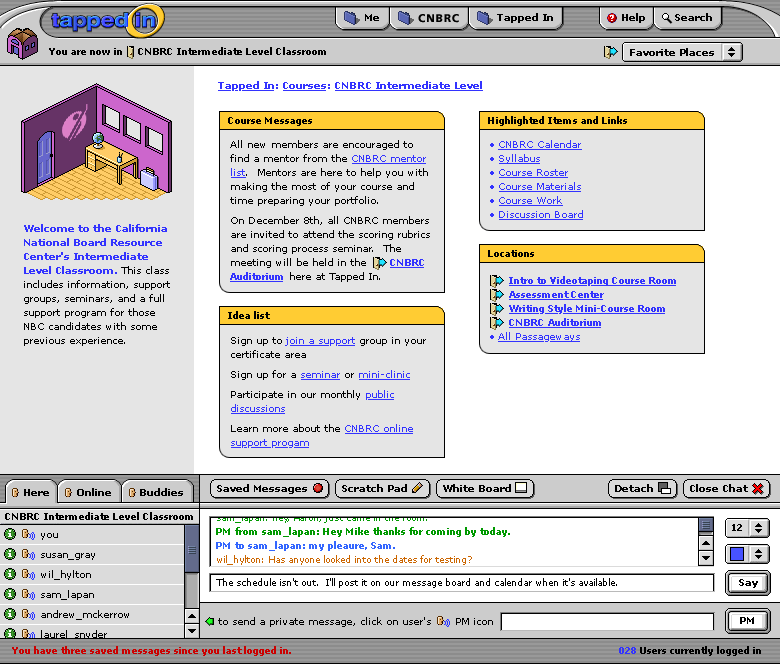 tapped in
Me
CNBRC
Tapped In
Help
Search
You are now in CNBRC Intermediate Level Classroom
Favorite Places
Tapped In: Courses: CNBRC Intermediate Level
Welcome to the California
National Board Resource
Center's Intermediate
Level Classroom. This class
includes information, support
groups, seminars, and a full
support program for those
NBC candidates with some
previous experience.
Course Messages
All new members are encouraged to
find a mentor from the CNBRC mentor
list. Mentors are here to help you with
making the most of your course and
time preparing your portfolio.
On December 8th, all CNBRC members
are invited to attend the scoring rubrics
and scoring process seminar. The
meeting will be held in the CNBRC
Auditorium here at Tapped In.
Idea list
Sign up to join a support group in your
certificate area
Sign up for a seminar or mini-clinic
Participate in our monthly public
discussions
Learn more about the CNBRC online
support progam
Highlighted Items and Links
• CNBRC Calendar
• Syllabus
• Course Roster
• Course Materials
• Course Work
• Discussion Board
Locations
Intro to Videotaping Course Room
Assessment Center
Writing Style Mini-Course Room
CNBRC Auditorium
• All Passageways
Here
Online
Buddies
Saved Messages
Scratch Pad
White Board
Detach
Close Chat
CNBRC Intermediate Level Classroom
you
susan_gray
wil_hylton
sam_lapan
andrew_mckerrow
laurel_snyder
sam_lapan: Hey, Aaron, just came in the room.
PM from sam_lapan: Hey Mike thanks for coming by today.
PM to sam_lapan: my pleaure, Sam.
wil_hylton: Has anyone looked into the dates for testing?
12
The schedule isn't out. I'll post it on our message board and calendar when it's available.
Say
to send a private message, click on user's PM icon
PM
You have three saved messages since you last logged in.
028 Users currently logged in